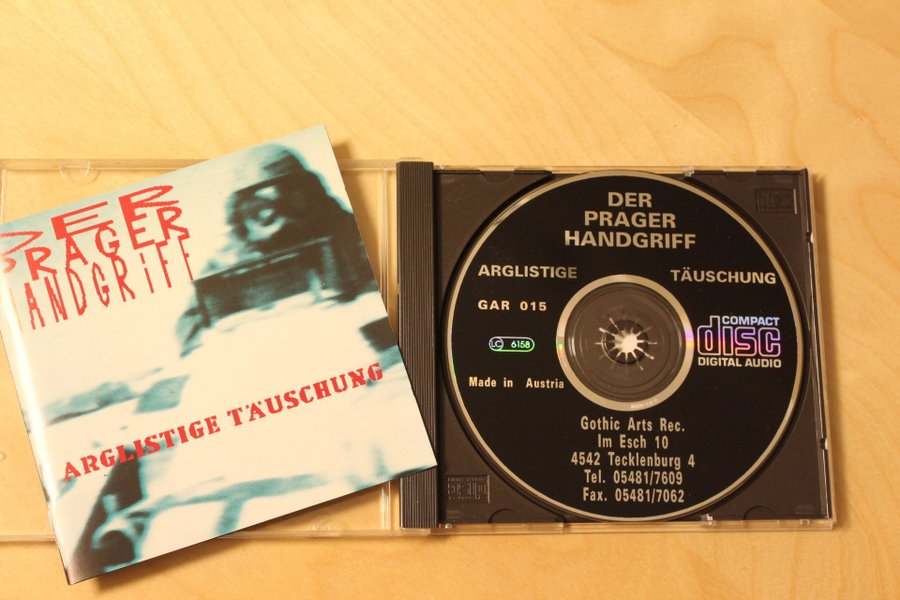 DER
PRAGER
HANDGRiFF
ARGLISTIGE TÄUSCHUNG
DER
PRAGER
HANDGRIFF
ARGLISTIGE TÄUSCHUNG
GAR 015
LC 6158
COMPACT
disc
DIGITAL AUDIO
Made in Austria
Gothic Arts Rec.
Im Esch 10
4542 Tecklenburg 4
Tel. 05481/7609
Fax. 05481/7062